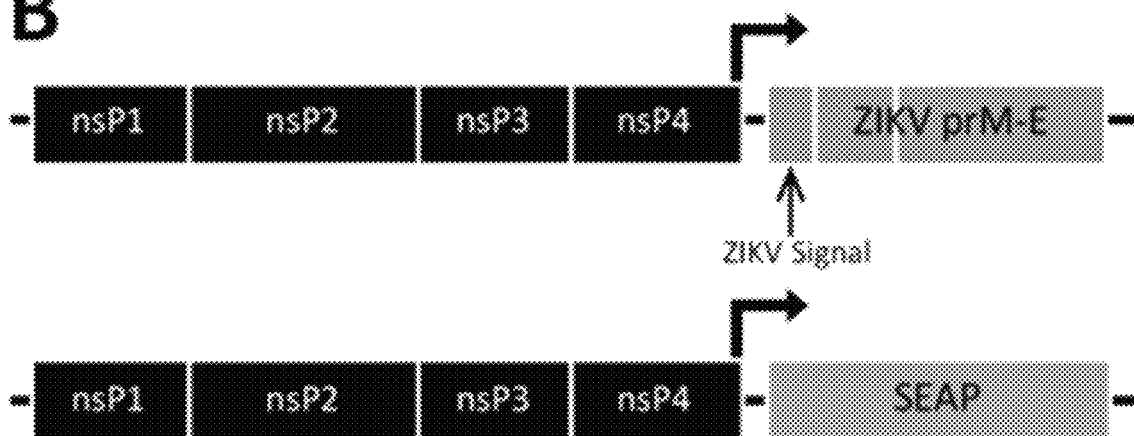 B
nsP1 nsP2 nsP3 nsP4 ZIKV prM-E
ZIKV Signal
nsP1 nsP2 nsP3 nsP4 SEAP